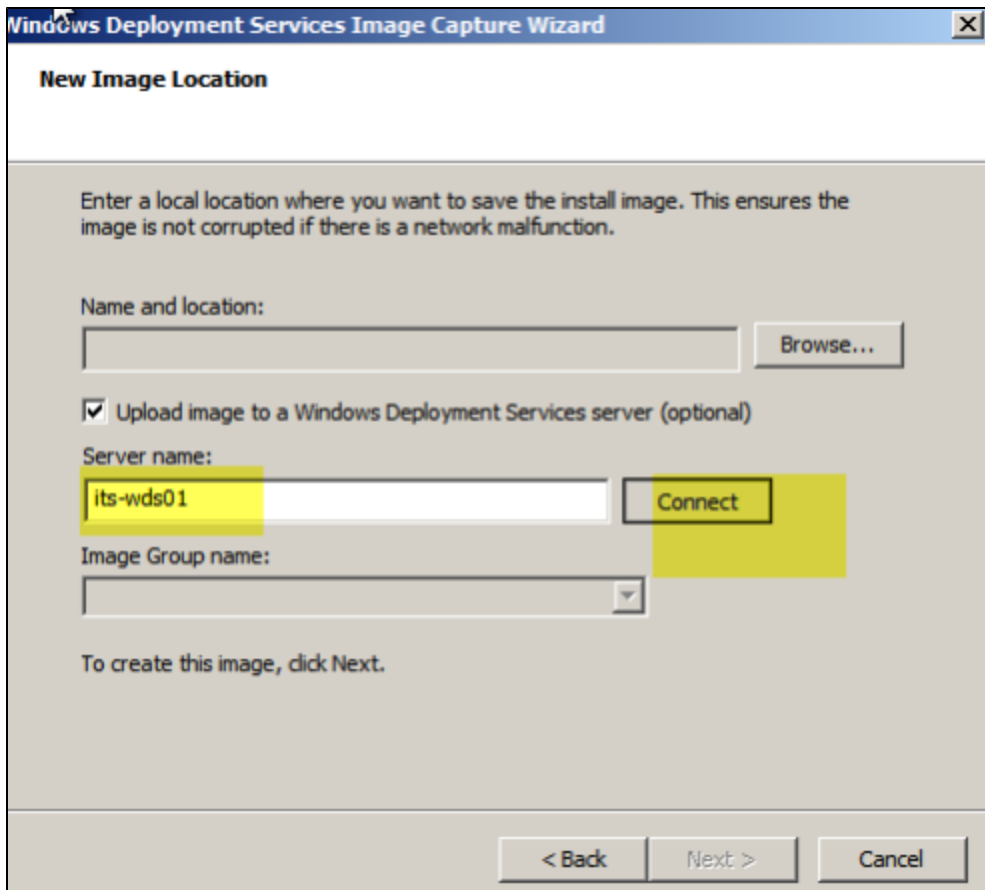 Windows Deployment Services Image Capture Wizard
New Image Location
Enter a local location where you want to save the install image. This ensures the
image is not corrupted if there is a network malfunction.
Name and location:
Browse...
Upload image to a Windows Deployment Services server (optional)
Server name:
its-wds01
Connect
Image Group name:
To create this image, click Next.
< Back Next > Cancel